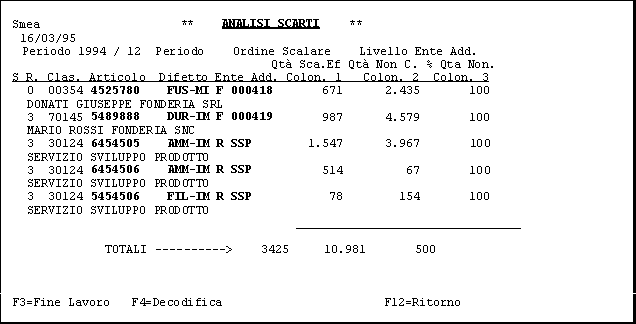 Smea ** ANALISI SCARTI **
16/03/95
Periodo 1994 / 12 Periodo Ordine Scalare Livello Ente Add.
Qtà Sca.Ef Qtà Non C. % Qta Non.
S R. Clas. Articolo Difetto Ente Add. Colon. 1 Colon. 2 Colon. 3
0 00354 4525780 FUS-MI F 000418 671 2.435 100
DONATI GIUSEPPE FONDERIA SRL
3 70145 5489888 DUR-IM F 000419 987 4.579 100
MARIO ROSSI FONDERIA SNC
3 30124 6454505 AMM-IM R SSP 1.547 3.967 100
SERVIZIO SVILUPPO PRODOTTO
3 30124 6454506 AMM-IM R SSP 514 67 100
SERVIZIO SVILUPPO PRODOTTO
3 30124 5454506 FIL-IM R SSP 78 154 100
SERVIZIO SVILUPPO PRODOTTO
TOTALI ----------> 3425 10.981 500
F3=Fine Lavoro F4=Decodifica F12=Ritorno